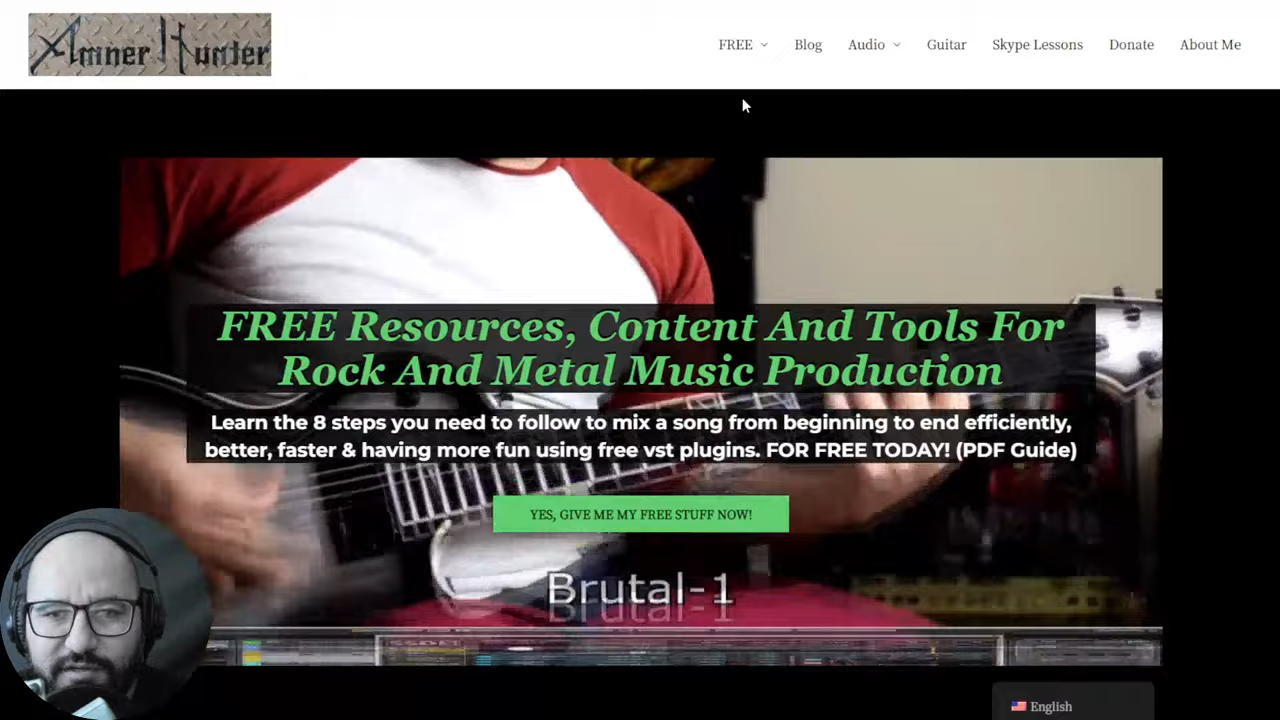 Amner Hunter
FREE Blog Audio Guitar Skype Lessons Donate About Me
FREE Resources, Content And Tools For
Rock And Metal Music Production
Learn the 8 steps you need to follow to mix a song from beginning to end efficiently,
better, faster & having more fun using free vst plugins. FOR FREE TODAY! (PDF Guide)
YES, GIVE ME MY FREE STUFF NOW!
Brutal-1
English